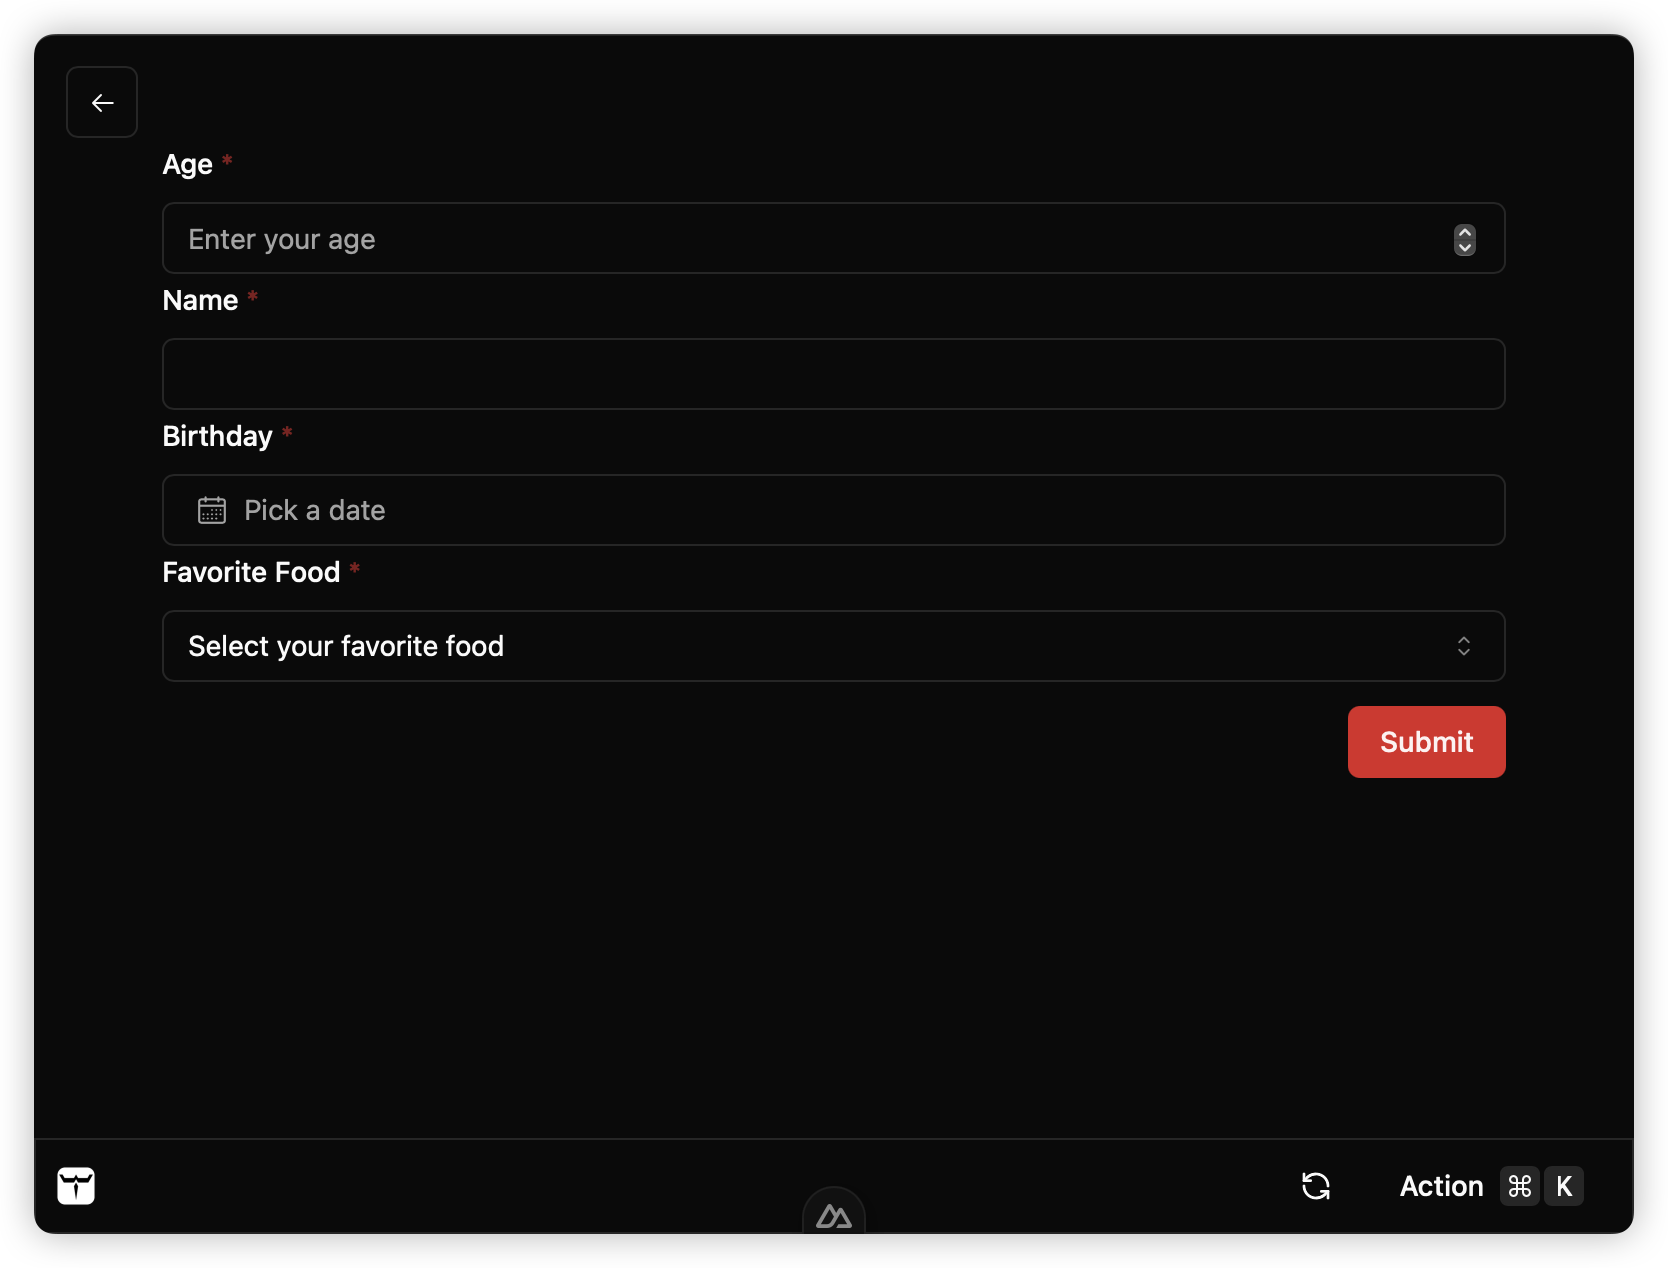 Age *
Enter your age
Name *
Birthday *
Pick a date
Favorite Food *
Select your favorite food
Submit
Action ⌘ K